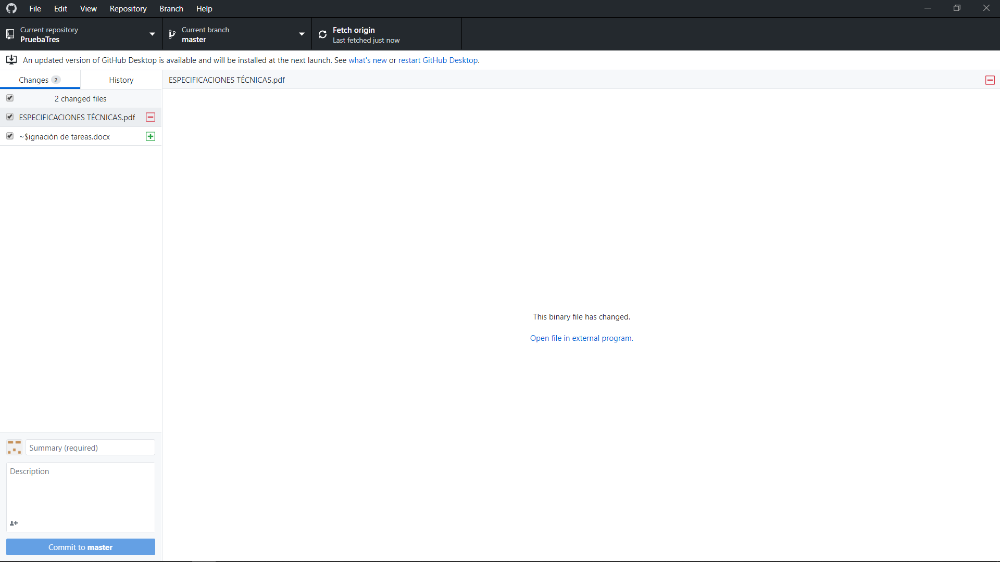 File Edit View Repository Branch Help
Current repository
PruebaTres
Current branch
master
Fetch origin
Last fetched just now
An updated version of GitHub Desktop is available and will be installed at the next launch. See what's new or restart GitHub Desktop.
Changes 2
History
ESPECIFICACIONES TÉCNICAS.pdf
2 changed files
ESPECIFICACIONES TÉCNICAS.pdf
~$ignación de tareas.docx
This binary file has changed.
Open file in external program.
Summary (required)
Description
Commit to master